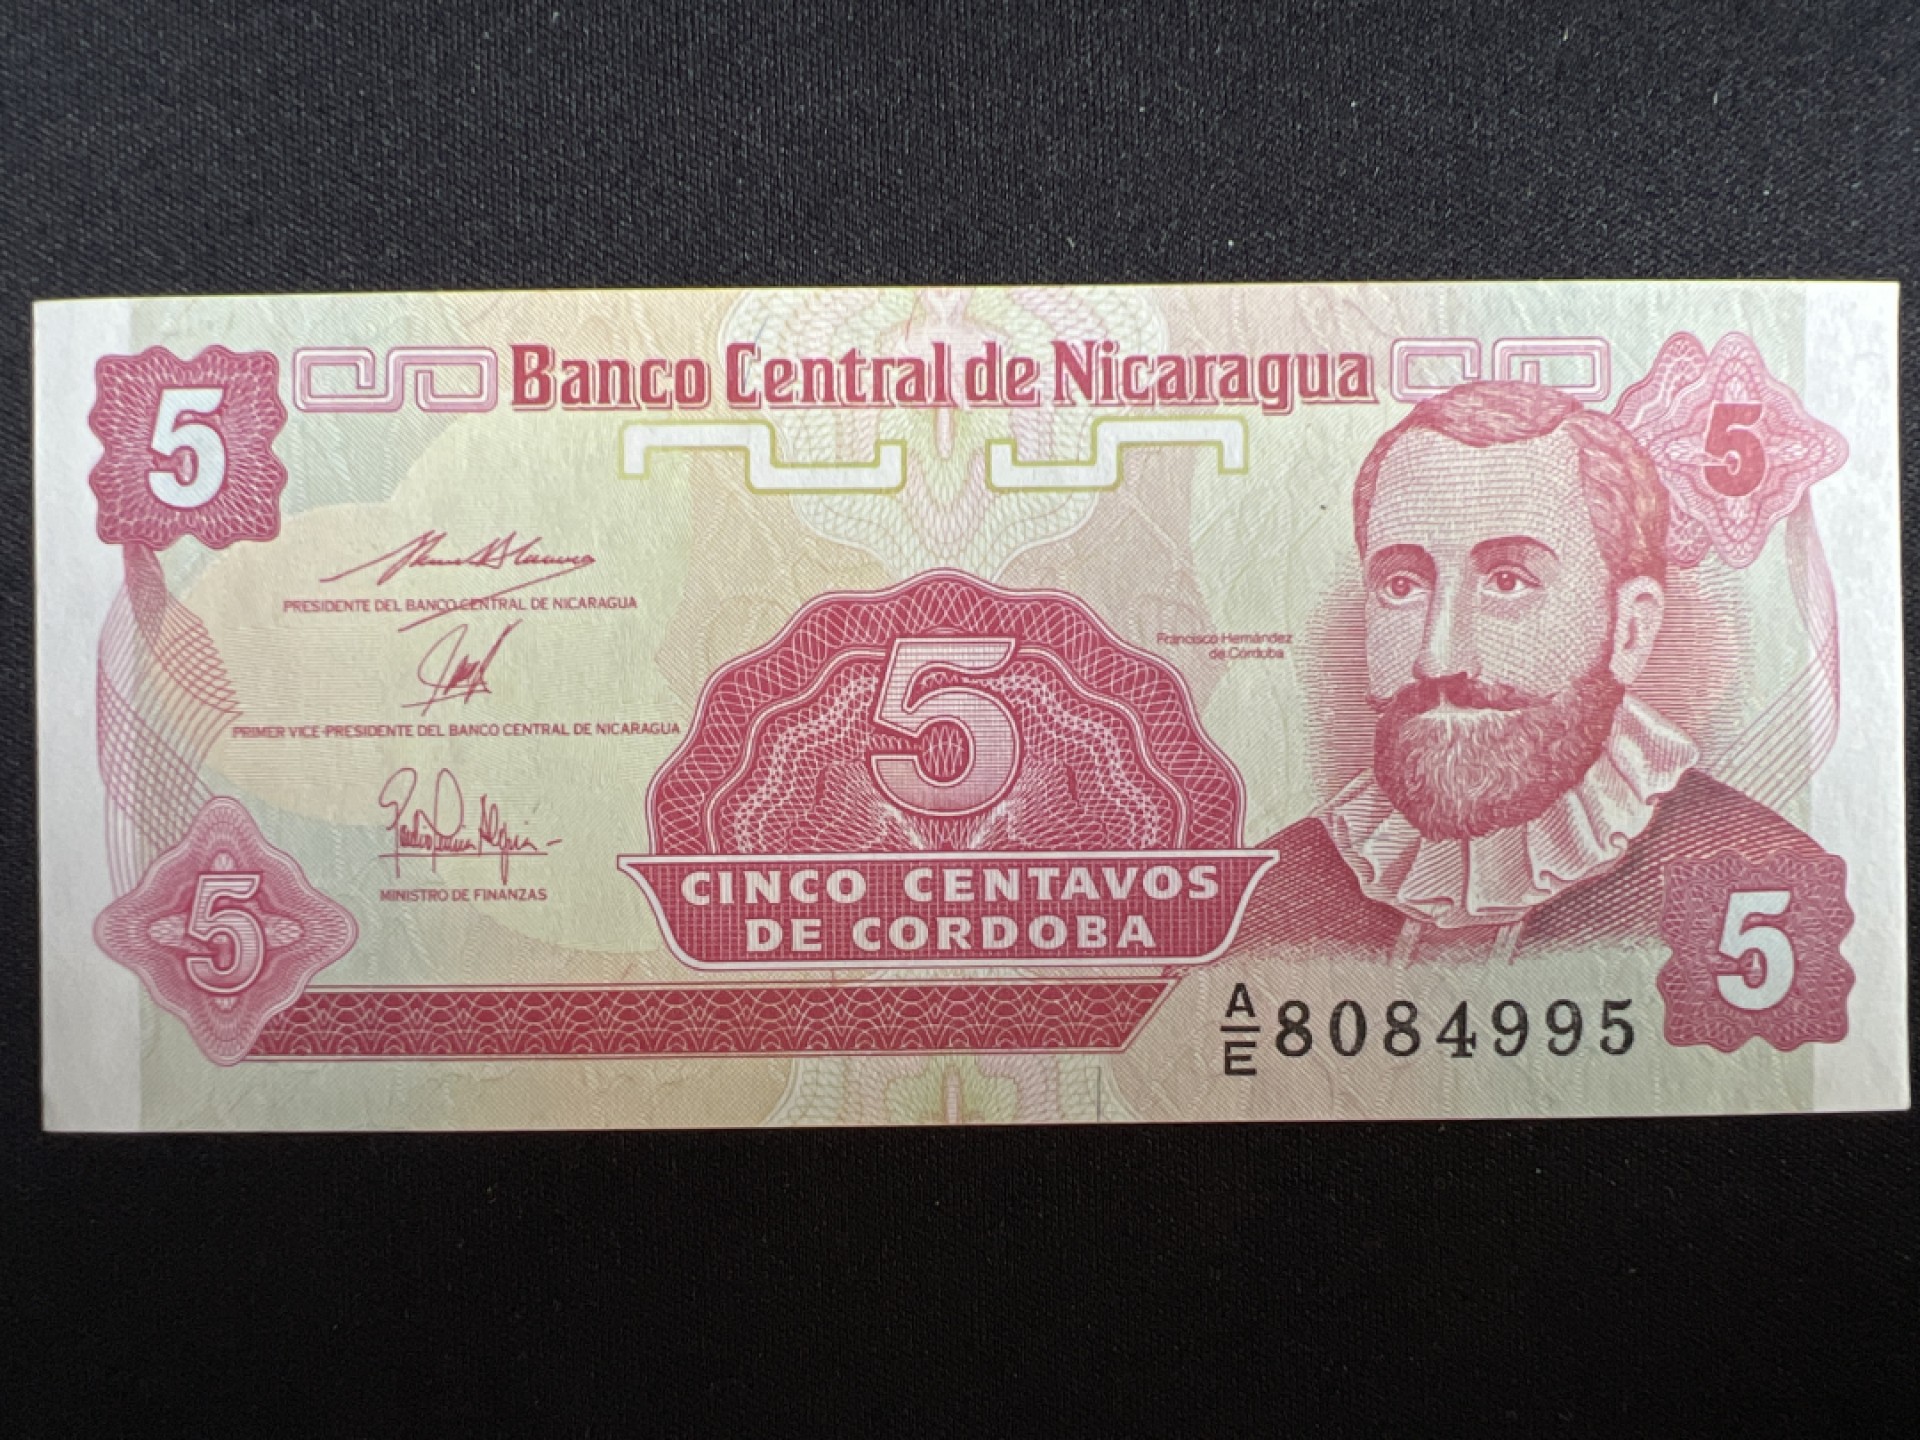 Banco Central de Nicaragua
5
5
PRESIDENTE DEL BANCO CENTRAL DE NICARAGUA
Francisco Hernández
de Córdoba
5
PRIMER VICE-PRESIDENTE DEL BANCO CENTRAL DE NICARAGUA
MINISTRO DE FINANZAS
CINCO CENTAVOS
DE CORDOBA
5
5
A/E 8084995